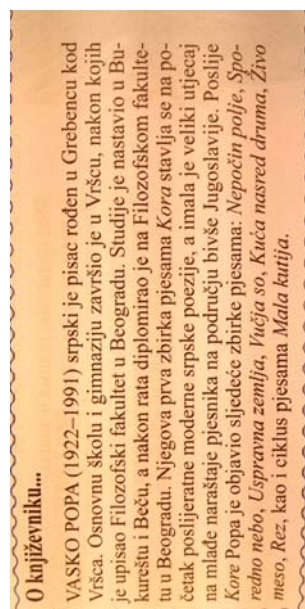 O književniku...
VASKO POPA (1922–1991) srpski je pisac rođen u Grebencu kod
Vršca. Osnovnu školu i gimnaziju završio je u Vršcu, nakon kojih
je upisao Filozofski fakultet u Beogradu. Studije je nastavio u Bu-
kureštu i Beču, a nakon rata diplomirao je na Filozofskom fakulte-
tu u Beogradu. Njegova prva zbirka pjesama Kora stavlja se na po-
četak poslijeratne moderne srpske poezije, a imala je veliki utjecaj
na mlađe naraštaje pjesnika na području bivše Jugoslavije. Poslije
Kore Popa je objavio sljedeće zbirke pjesama: Nepočin polje, Spo-
redno nebo, Uspravna zemlja, Vučja so, Kuća nasred druma, Živo
meso, Rez, kao i ciklus pjesama Mala kutija.